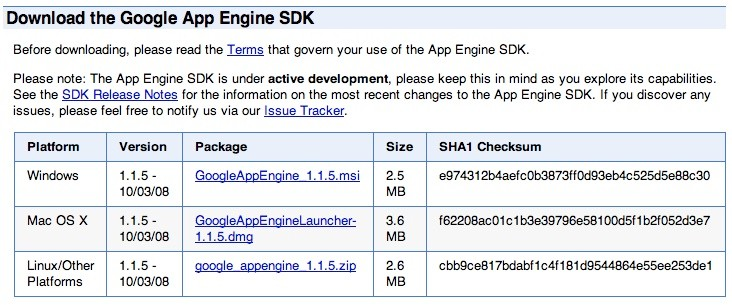 Download the Google App Engine SDK
Before downloading, please read the Terms that govern your use of the App Engine SDK.
Please note: The App Engine SDK is under active development, please keep this in mind as you explore its capabilities.
See the SDK Release Notes for the information on the most recent changes to the App Engine SDK. If you discover any
issues, please feel free to notify us via our Issue Tracker.
Platform Version Package Size SHA1 Checksum
Windows 1.1.5 - 10/03/08 GoogleAppEngine_1.1.5.msi 2.5 MB e974312b4aefc0b3873ff0d93eb4c525d5e88c30
Mac OS X 1.1.5 - 10/03/08 GoogleAppEngineLauncher-1.1.5.dmg 3.6 MB f62208ac01c1b3e39796e58100d5f1b2f052d3e7
Linux/Other Platforms 1.1.5 - 10/03/08 google_appengine_1.1.5.zip 2.6 MB cbb9ce817bdabf1c4f181d9544864e55ee253de1